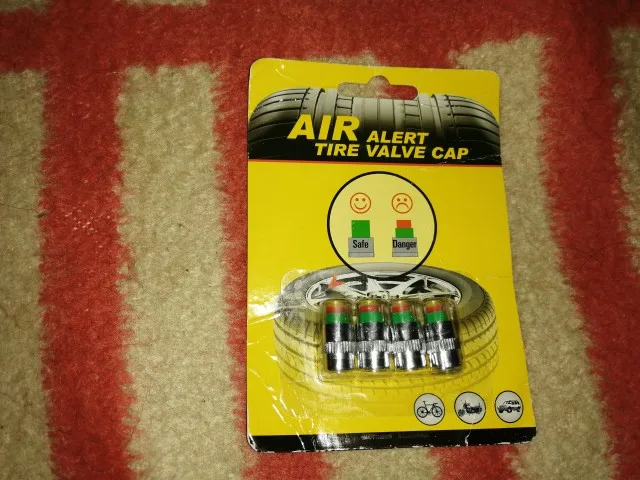 AIR ALERT
TIRE VALVE CAP
Safe
Danger